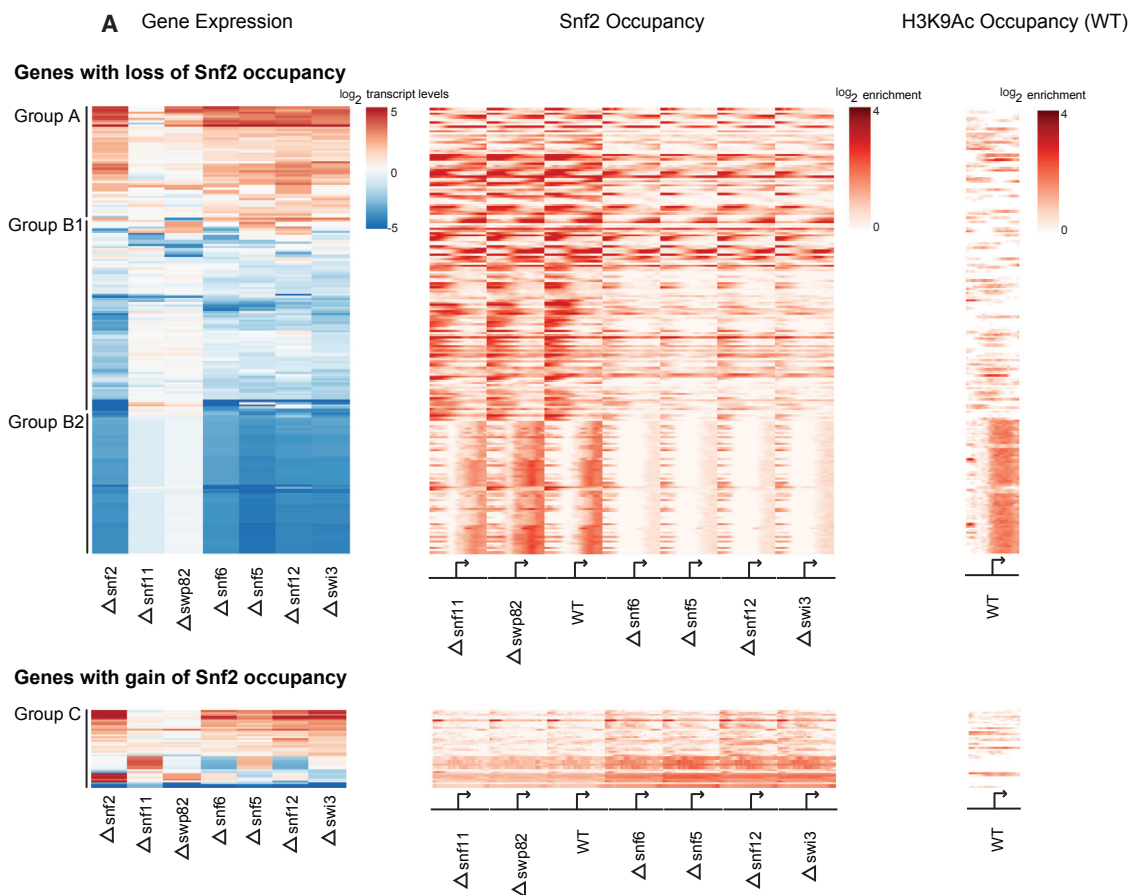 A Gene Expression
Snf2 Occupancy
H3K9Ac Occupancy (WT)
Genes with loss of Snf2 occupancy
log2 transcript levels
5
0
-5
log2 enrichment
4
0
log2 enrichment
4
0
Group A
Group B1
Group B2
Δsnf2
Δsnf11
Δswp82
Δsnf6
Δsnf5
Δsnf12
Δswi3
Δsnf11
Δswp82
WT
Δsnf6
Δsnf5
Δsnf12
Δswi3
WT
Genes with gain of Snf2 occupancy
Group C
Δsnf2
Δsnf11
Δswp82
Δsnf6
Δsnf5
Δsnf12
Δswi3
Δsnf11
Δswp82
WT
Δsnf6
Δsnf5
Δsnf12
Δswi3
WT